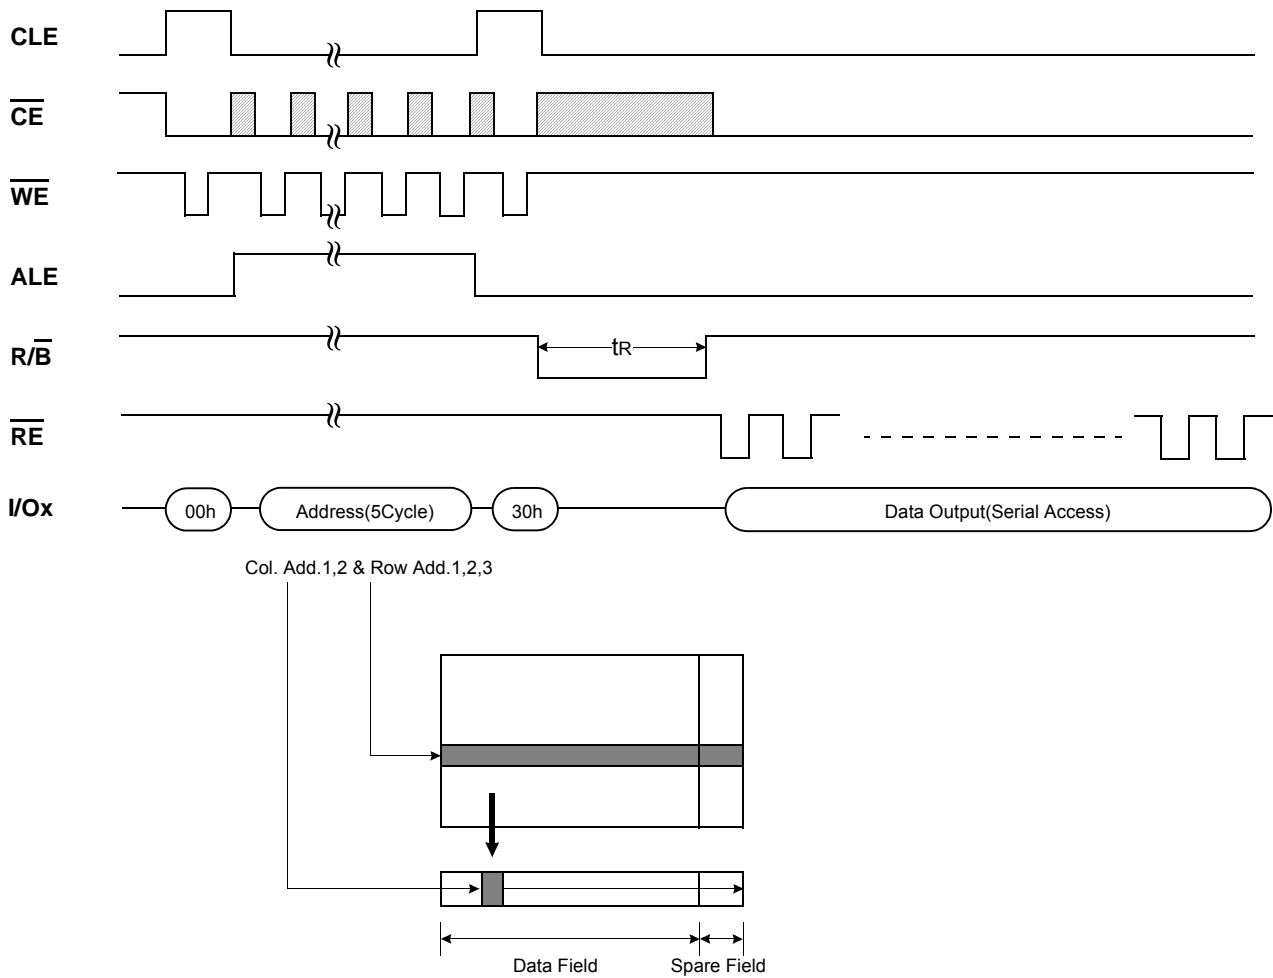 CLE
CE
WE
ALE
R/B
tR
RE
I/Ox
00h
Address(5Cycle)
30h
Data Output(Serial Access)
Col. Add.1,2 & Row Add.1,2,3
Data Field
Spare Field